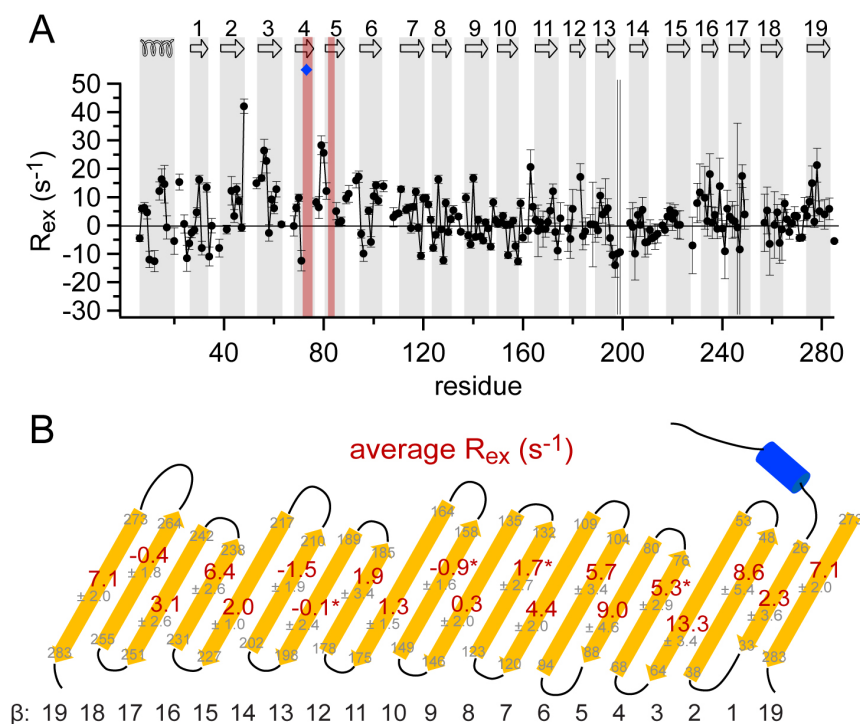 A
1 2 3 4 5 6 7 8 9 10 11 12 13 14 15 16 17 18 19
50
40
30
20
10
0
-10
-20
-30
Rex (s-1)
40 80 120 160 200 240 280
residue
B
average Rex (s-1)
273 264 242 238 217 210 189 185 164 158 135 132 109 104 80 76 53 48 26 273
7.1 -0.4 6.4 -1.5 1.9 -0.9* 1.7* 5.7 5.3* 8.6 7.1
± 2.0 ± 1.8 ± 2.6 ± 1.9 ± 3.4 ± 1.6 ± 2.7 ± 3.4 ± 2.9 ± 5.4 ± 2.0
3.1 2.0 -0.1* 1.3 0.3 4.4 9.0 13.3 2.3
± 2.6 ± 1.0 ± 2.4 ± 1.5 ± 2.0 ± 2.0 ± 4.6 ± 3.4 ± 3.6
283 255 251 231 227 202 198 178 175 149 146 123 120 94 88 68 64 38 33 283
β: 19 18 17 16 15 14 13 12 11 10 9 8 7 6 5 4 3 2 1 19